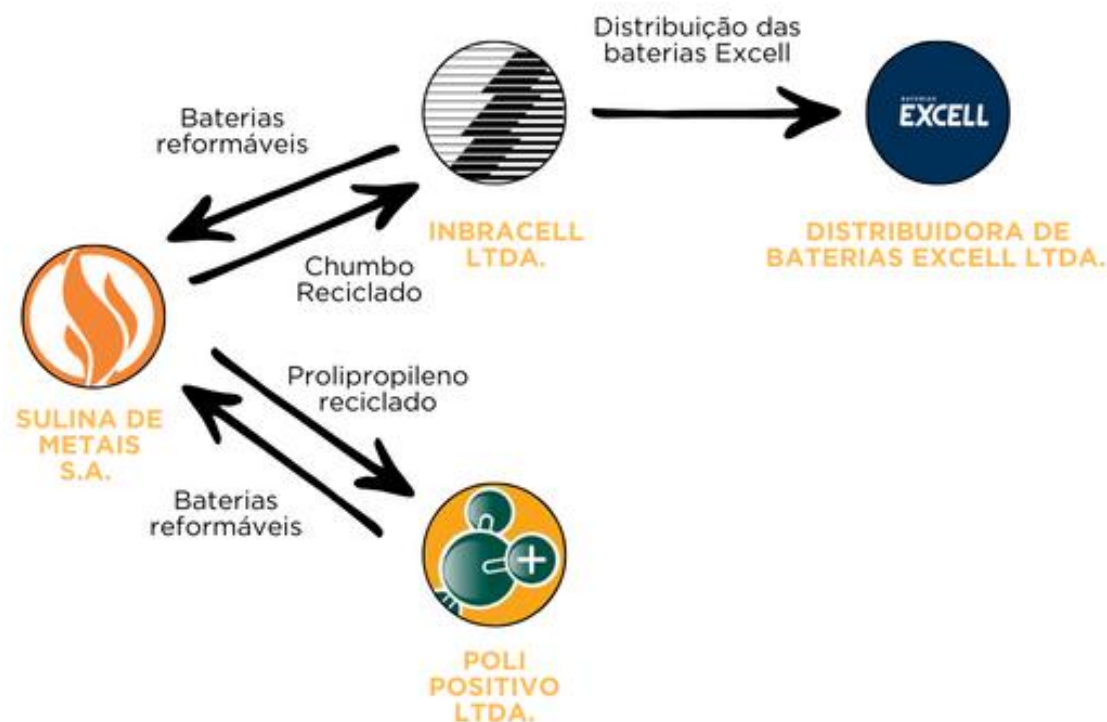 Distribuição das
baterias Excell
Baterias
reformáveis
BATERIAS
EXCELL
INBRACELL
LTDA.
DISTRIBUIDORA DE
BATERIAS EXCELL LTDA.
Chumbo
Reciclado
Prolipropileno
reciclado
SULINA DE
METAIS
S.A.
Baterias
reformáveis
POLI
POSITIVO
LTDA.